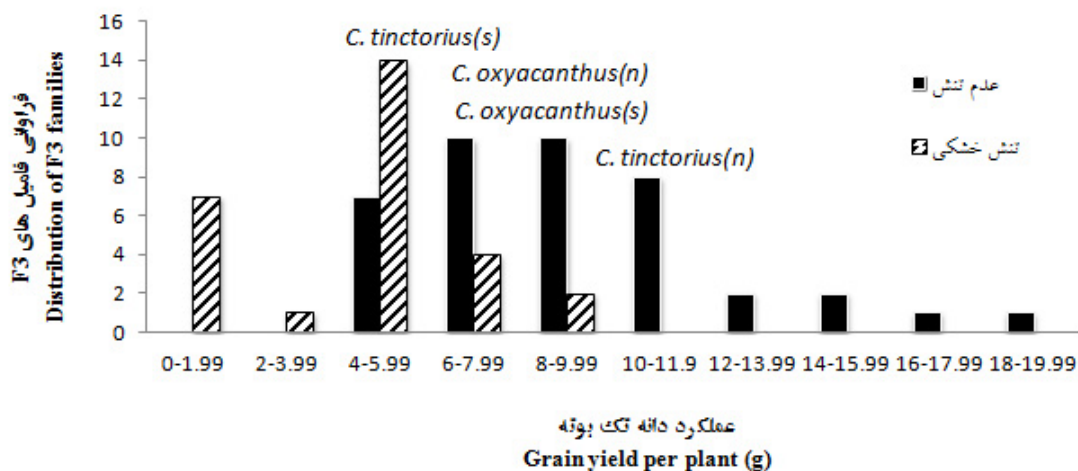 16
14
12
10
8
6
4
2
0
فراوانی فامیل های F3
Distribution of F3 families
C. tinctorius(s)
C. oxyacanthus(n)
C. oxyacanthus(s)
C. tinctorius(n)
عدم تنش
تنش خشکی
0-1.99 2-3.99 4-5.99 6-7.99 8-9.99 10-11.9 12-13.99 14-15.99 16-17.99 18-19.99
عملکرد دانه تک بوته
Grain yield per plant (g)